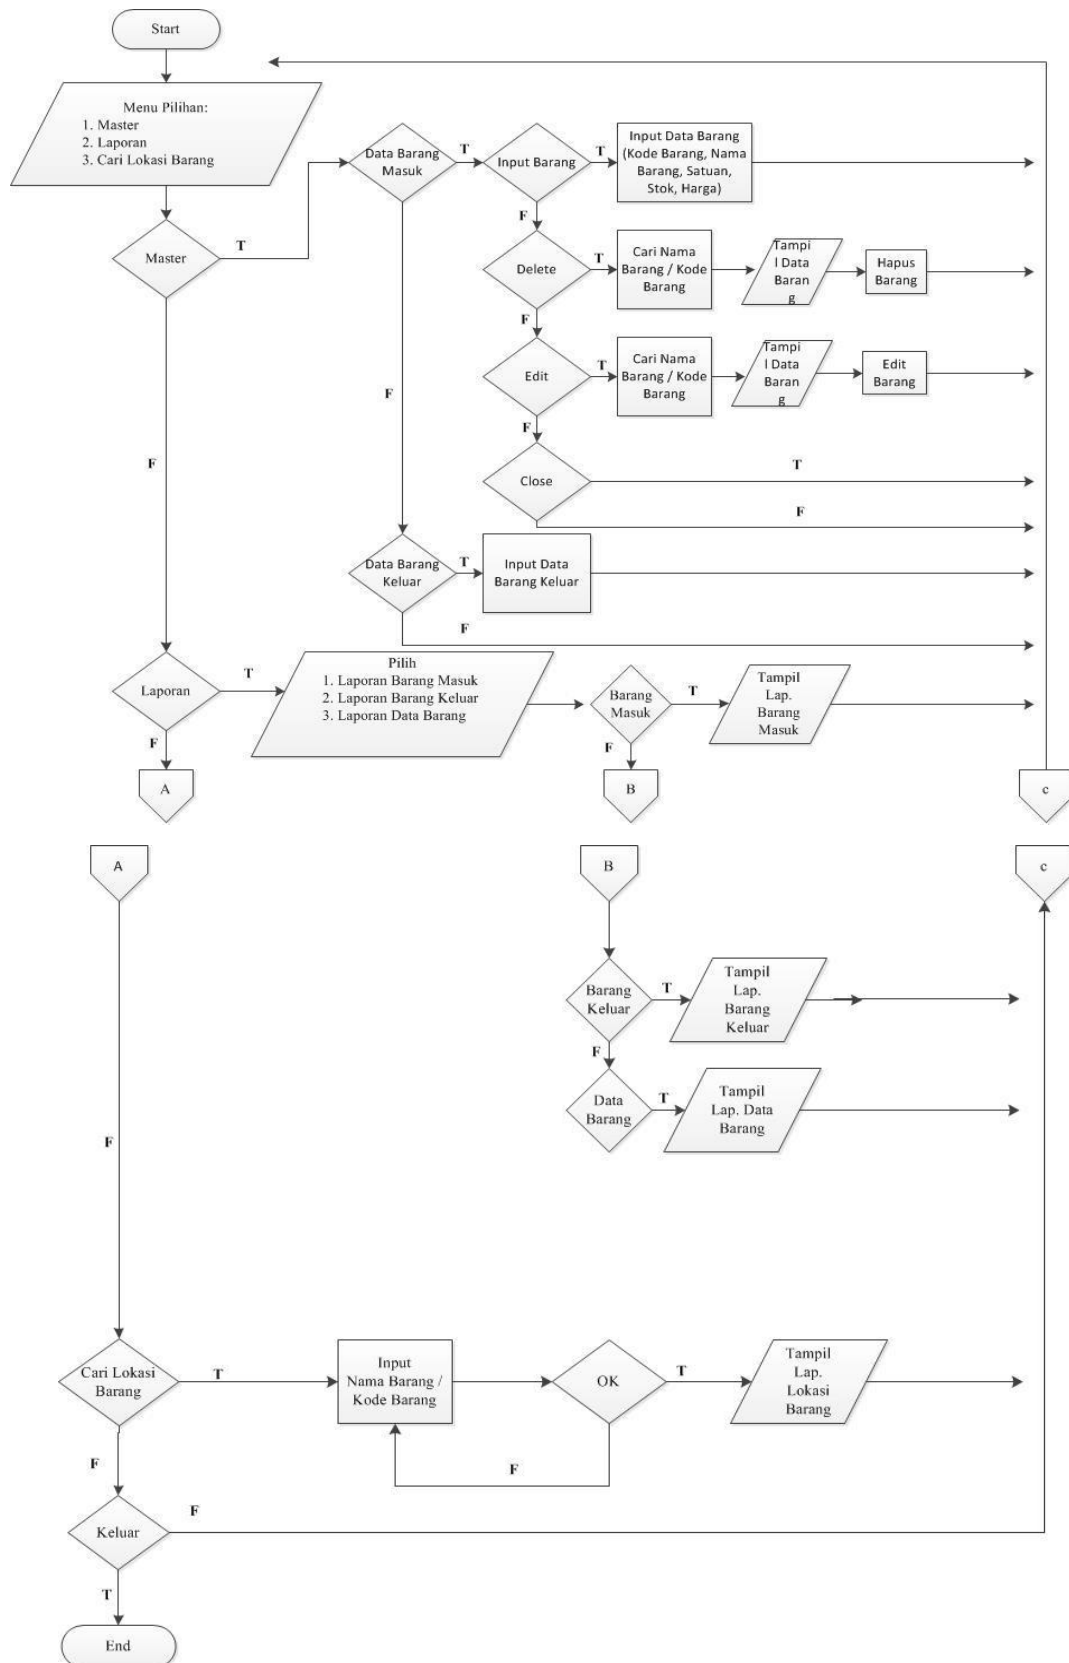 Start
Menu Pilihan:
1. Master
2. Laporan
3. Cari Lokasi Barang
Data Barang
Masuk
T
Input Barang
T
Input Data Barang
(Kode Barang, Nama
Barang, Satuan,
Stok, Harga)
Master
T
F
Delete
T
Cari Nama
Barang / Kode
Barang
Tampi
l Data
Baran
g
Hapus
Barang
F
Edit
T
Cari Nama
Barang / Kode
Barang
Tampi
l Data
Baran
g
Edit
Barang
F
F
F
Close
T
F
Data Barang
Keluar
T
Input Data
Barang Keluar
F
Laporan
T
Pilih
1. Laporan Barang Masuk
2. Laporan Barang Keluar
3. Laporan Data Barang
Barang
Masuk
T
Tampil
Lap.
Barang
Masuk
F
F
A
B
c
A
B
c
Barang
Keluar
T
Tampil
Lap.
Barang
Keluar
F
Data
Barang
T
Tampil
Lap. Data
Barang
F
Cari Lokasi
Barang
T
Input
Nama Barang /
Kode Barang
OK
T
Tampil
Lap.
Lokasi
Barang
F
F
Keluar
F
T
End